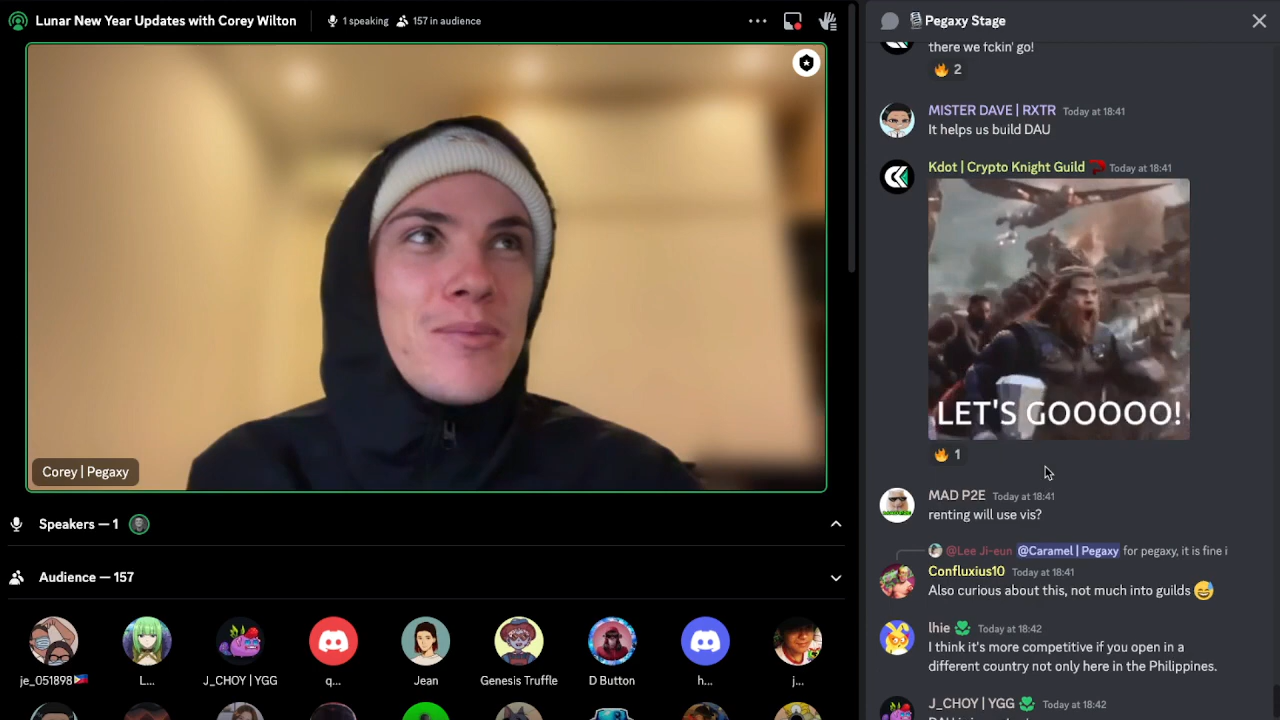 Lunar New Year Updates with Corey Wilton
1 speaking
157 in audience
Corey | Pegaxy
Speakers — 1
Audience — 157
je_051898🇵🇭
L...
J_CHOY | YGG
q...
Jean
Genesis Truffle
D Button
h...
j...
Pegaxy Stage
there we fckin' go!
🔥 2
MISTER DAVE | RXTR Today at 18:41
It helps us build DAU
Kdot | Crypto Knight Guild Today at 18:41
LET'S GOOOOO!
🔥 1
MAD P2E Today at 18:41
renting will use vis?
@Lee Ji-eun @Caramel | Pegaxy for pegaxy, it is fine i
Confluxius10 Today at 18:41
Also curious about this, not much into guilds 😅
lhie Today at 18:42
I think it's more competitive if you open in a
different country not only here in the Philippines.
J_CHOY | YGG Today at 18:42